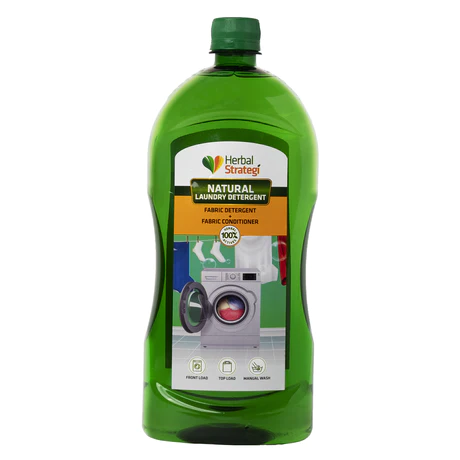 Herbal
Strategi
NATURAL
LAUNDRY DETERGENT
FABRIC DETERGENT
+
FABRIC CONDITIONER
100%
FRONT LOAD
TOP LOAD
MANUAL WASH